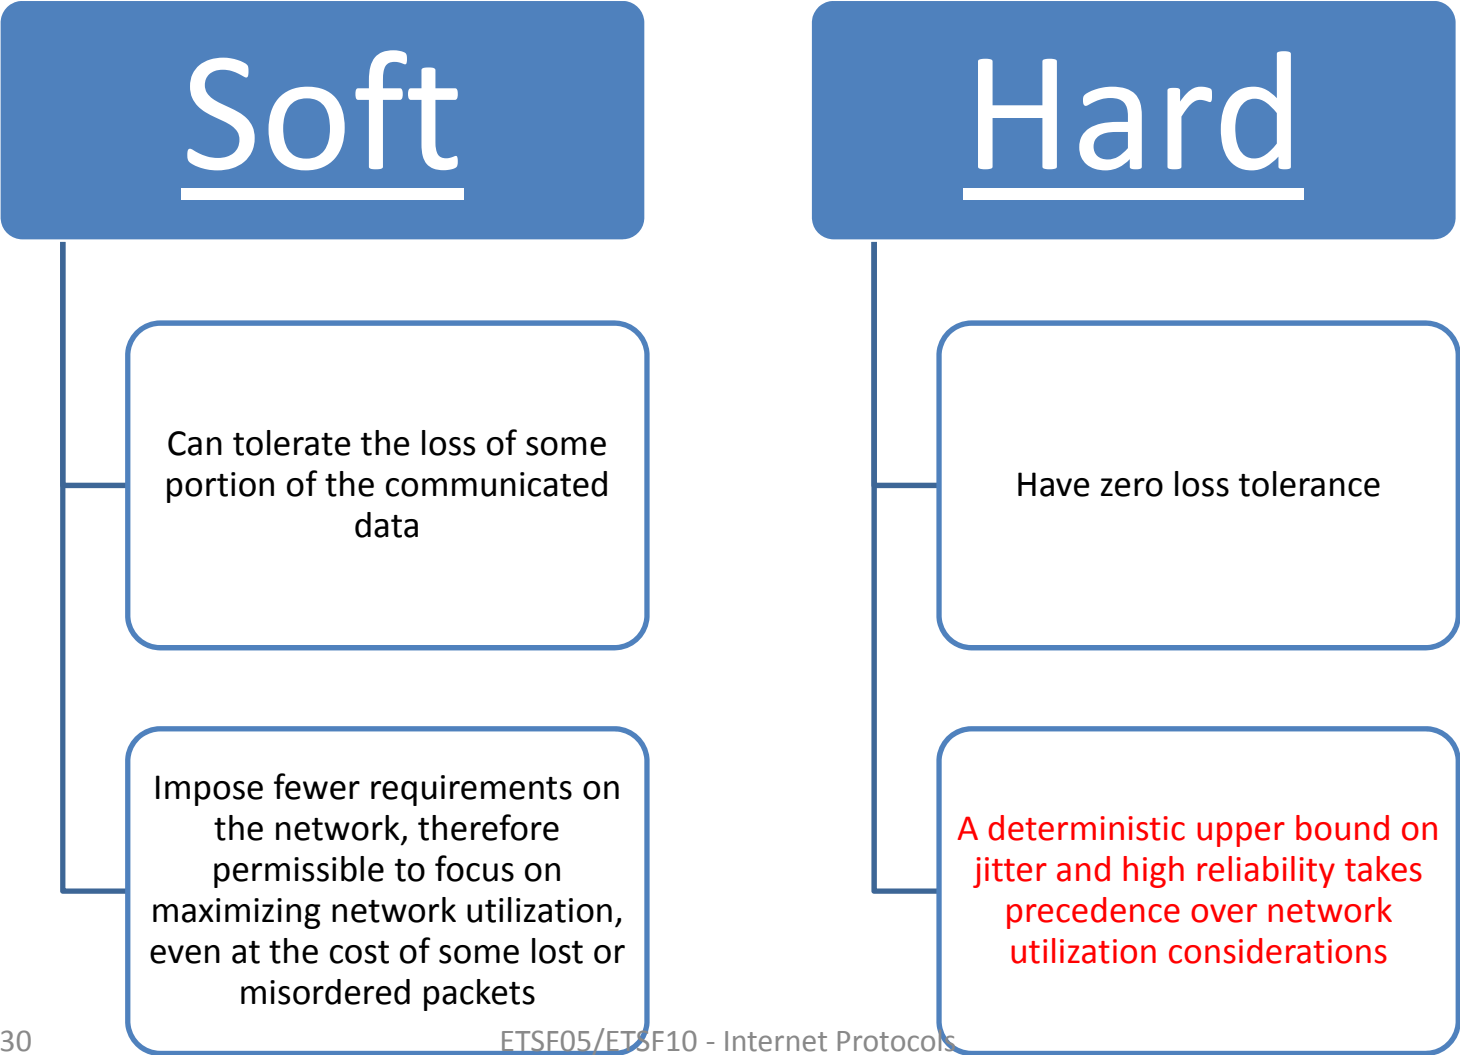 Soft
Can tolerate the loss of some
portion of the communicated
data
Impose fewer requirements on
the network, therefore
permissible to focus on
maximizing network utilization,
even at the cost of some lost or
misordered packets
Hard
Have zero loss tolerance
A deterministic upper bound on
jitter and high reliability takes
precedence over network
utilization considerations
30
ETSF05/ETSF10 - Internet Protocols